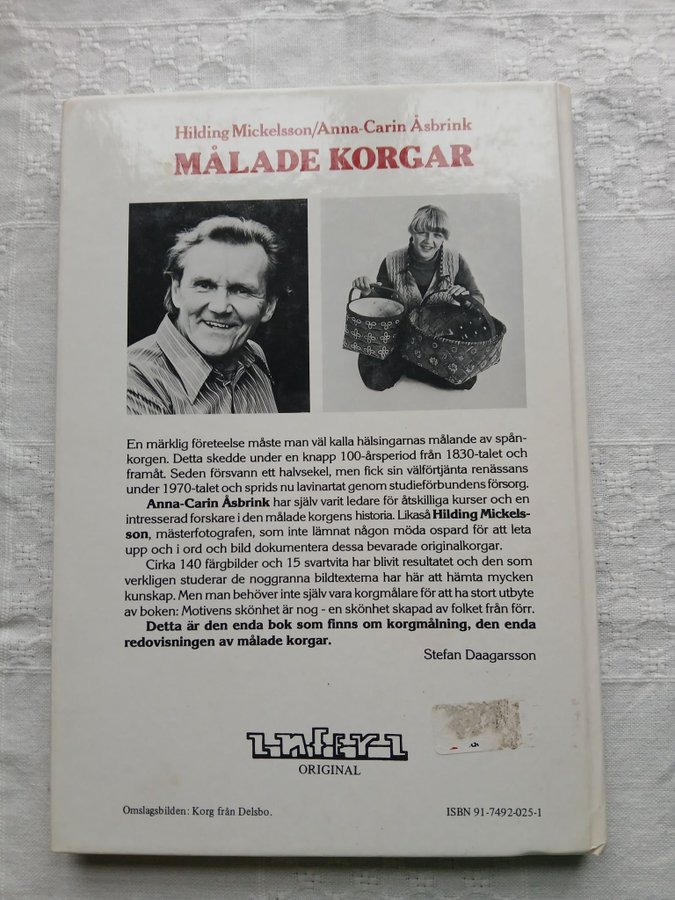 Hilding Mickelsson/Anna-Carin Åsbrink
MÅLADE KORGAR
En märklig företeelse måste man väl kalla hälsingarnas målande av spån-
korgen. Detta skedde under en knapp 100-årsperiod från 1830-talet och
framåt. Seden försvann ett halvsekel, men fick sin välförtjänta renässans
under 1970-talet och sprids nu lavinartat genom studieförbundens försorg.
Anna-Carin Åsbrink har själv varit ledare för åtskilliga kurser och en
intresserad forskare i den målade korgens historia. Likaså Hilding Mickels-
son, mästerfotografen, som inte lämnat någon möda ospard för att leta
upp och i ord och bild dokumentera dessa bevarade originalkorgar.
Cirka 140 färgbilder och 15 svartvita har blivit resultatet och den som
verkligen studerar de noggranna bildtexterna har här att hämta mycken
kunskap. Men man behöver inte själv vara korgmålare för att ha stort utbyte
av boken: Motivens skönhet är nog - en skönhet skapad av folket från förr.
Detta är den enda bok som finns om korgmålning, den enda
redovisningen av målade korgar.
Stefan Daagarsson
inferi
ORIGINAL
Omslagsbilden: Korg från Delsbo.
ISBN 91-7492-025-1